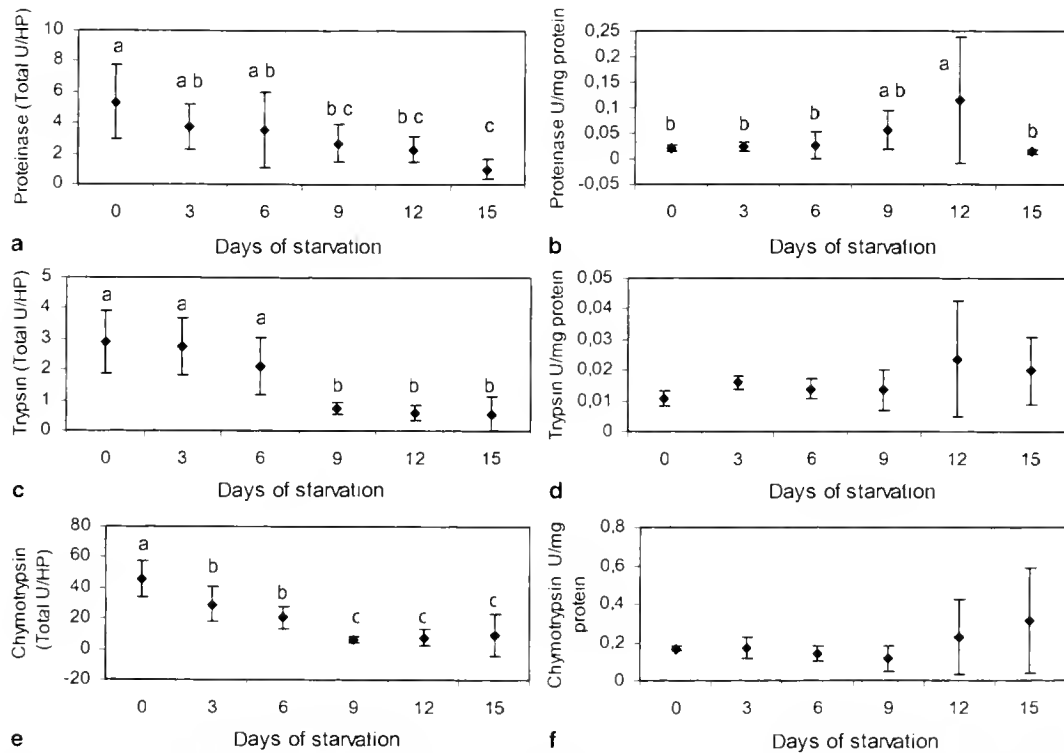 Proteinase (Total U/HP)
10
8
6
4
2
0
a
a b
a b
b c
b c
c
0 3 6 9 12 15
Days of starvation
a
Proteinase U/mg protein
0,25
0,2
0,15
0,1
0,05
0
-0,05
b
b
b
a b
a
b
0 3 6 9 12 15
Days of starvation
b
Trypsin (Total U/HP)
5
4
3
2
1
0
a
a
a
b
b
b
0 3 6 9 12 15
Days of starvation
c
Trypsin U/mg protein
0,05
0,04
0,03
0,02
0,01
0
0 3 6 9 12 15
Days of starvation
d
Chymotrypsin
(Total U/HP)
80
60
40
20
0
-20
a
b
b
c
c
c
0 3 6 9 12 15
Days of starvation
e
Chymotrypsin U/mg
protein
0.8
0,6
0,4
0,2
0
0 3 6 9 12 15
Days of starvation
f